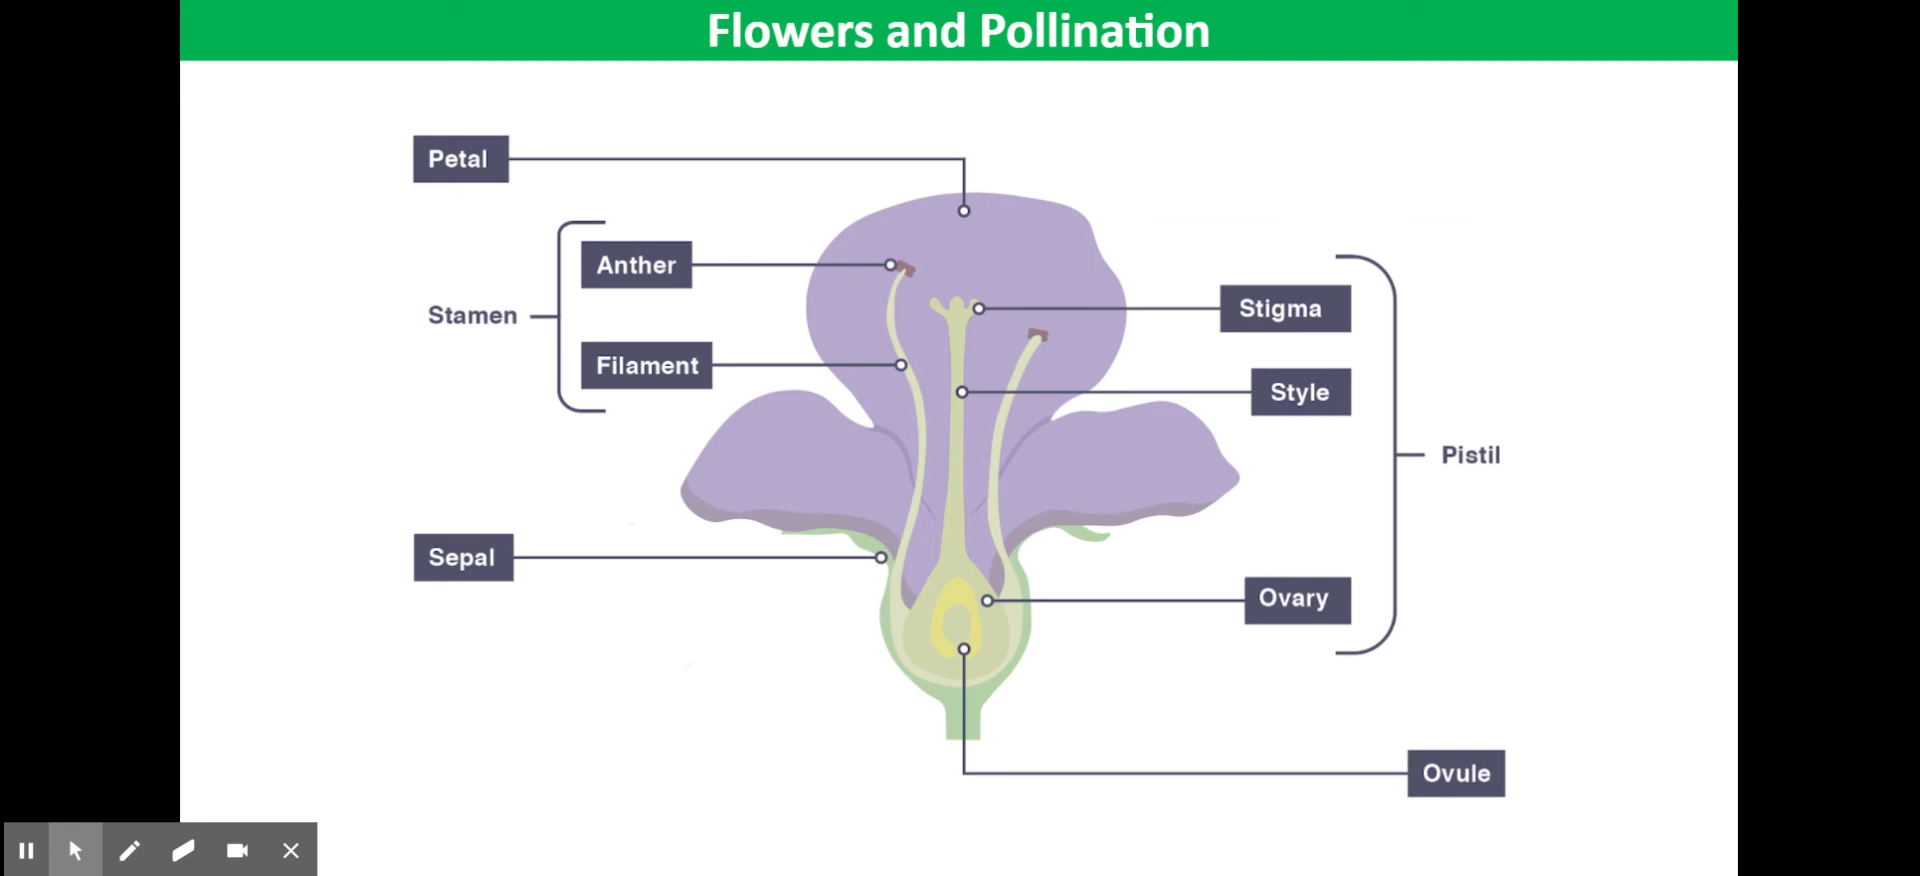 Flowers and Pollination
Petal
Anther
Stamen
Filament
Stigma
Style
Pistil
Sepal
Ovary
Ovule